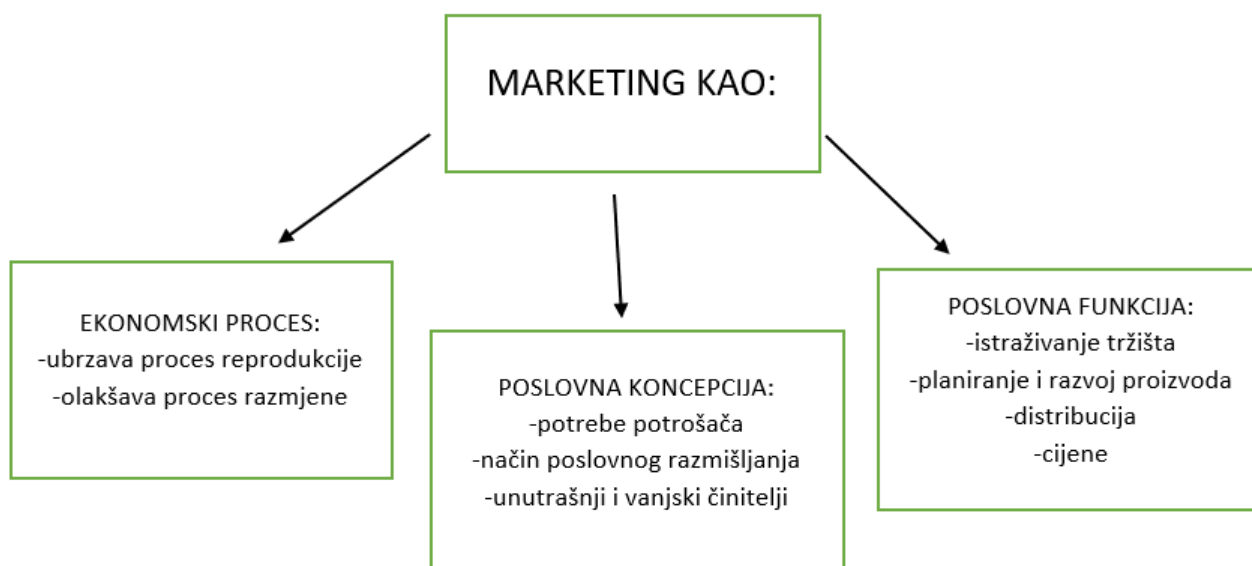 MARKETING KAO:
EKONOMSKI PROCES:
-ubrzava proces reprodukcije
-olakšava proces razmjene
POSLOVNA KONCEPCIJA:
-potrebe potrošača
-način poslovnog razmišljanja
-unutrašnji i vanjski činitelji
POSLOVNA FUNKCIJA:
-istraživanje tržišta
-planiranje i razvoj proizvoda
-distribucija
-cijene